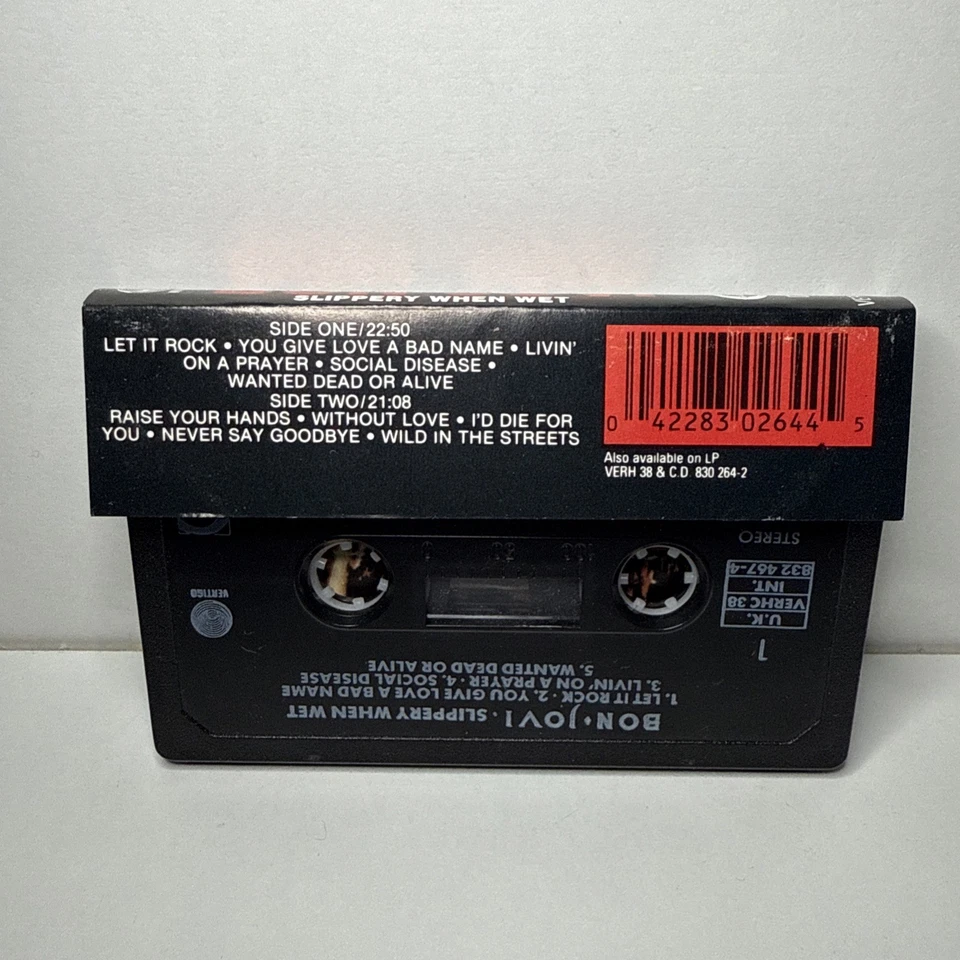 SLIPPERY WHEN WET
SIDE ONE/22:50
LET IT ROCK • YOU GIVE LOVE A BAD NAME • LIVIN'
ON A PRAYER • SOCIAL DISEASE •
WANTED DEAD OR ALIVE
SIDE TWO/21:08
RAISE YOUR HANDS • WITHOUT LOVE • I'D DIE FOR
YOU • NEVER SAY GOODBYE • WILD IN THE STREETS
0 42283 02644 5
Also available on LP
VERH 38 & C.D 830 264-2
BON • JOVI • SLIPPERY WHEN WET
1. LET IT ROCK • 2. YOU GIVE LOVE A BAD NAME
3. LIVIN' ON A PRAYER • 4. SOCIAL DISEASE
5. WANTED DEAD OR ALIVE
1
U.K.
VERHC 38
INT.
832 467-4
STEREO
VERTIGO
100 50 0